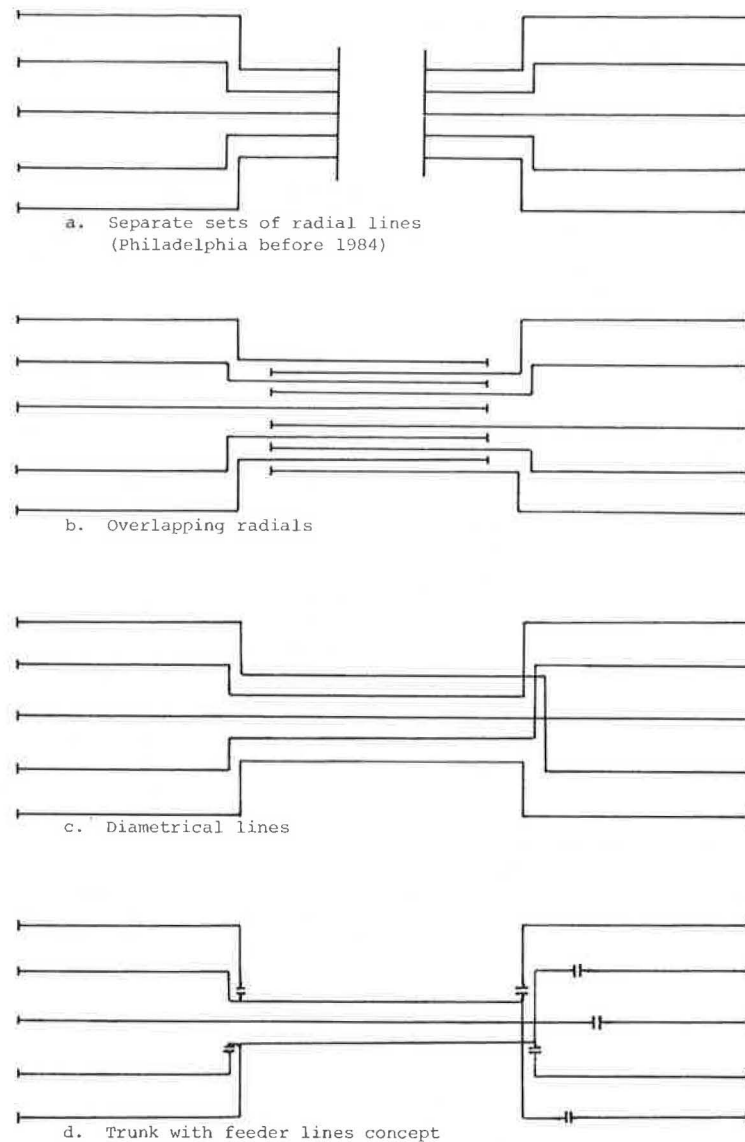 a. Separate sets of radial lines
(Philadelphia before 1984)
b. Overlapping radials
c. Diametrical lines
d. Trunk with feeder lines concept